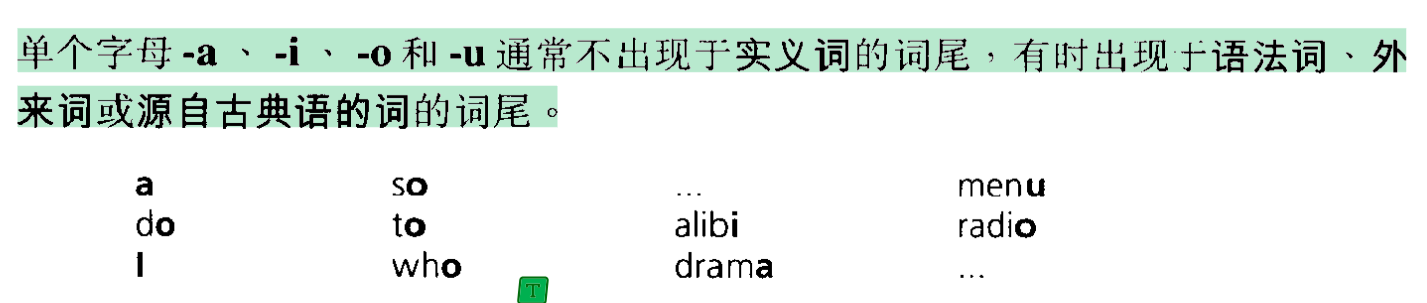 单个字母 -a、-i、-o 和 -u 通常不出现于实义词的词尾，有时出现于语法词、外
来词或源自古典语的词的词尾。
a so ... menu
do to alibi radio
I who drama ...
T